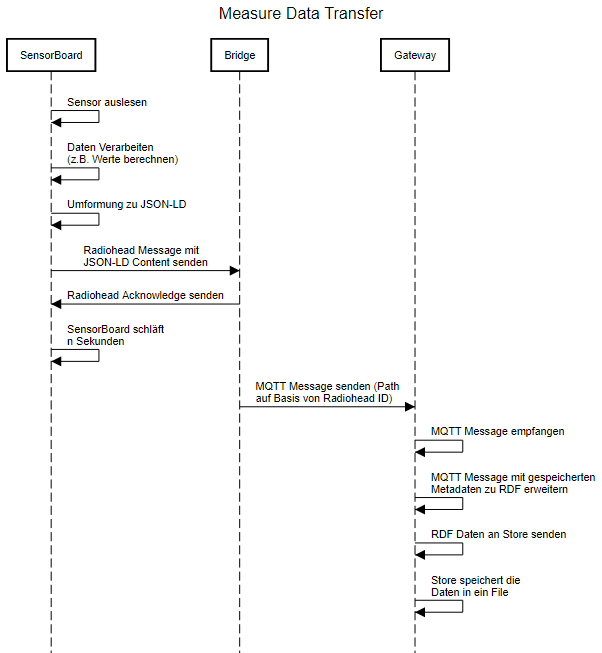 Measure Data Transfer
SensorBoard
Bridge
Gateway
Sensor auslesen
Daten Verarbeiten
(z.B. Werte berechnen)
Umformung zu JSON-LD
Radiohead Message mit
JSON-LD Content senden
Radiohead Acknowledge senden
SensorBoard schläft
n Sekunden
MQTT Message senden (Path
auf Basis von Radiohead ID)
MQTT Message empfangen
MQTT Message mit gespeicherten
Metadaten zu RDF erweitern
RDF Daten an Store senden
Store speichert die
Daten in ein File